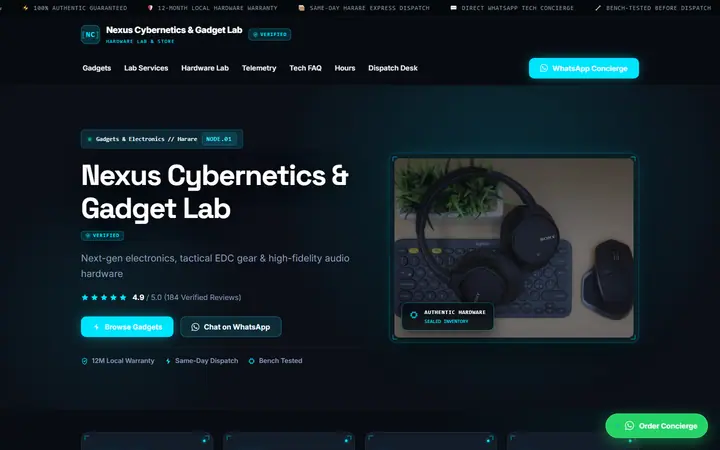 100% AUTHENTIC GUARANTEED
12-MONTH LOCAL HARDWARE WARRANTY
SAME-DAY HARARE EXPRESS DISPATCH
DIRECT WHATSAPP TECH CONCIERGE
BENCH-TESTED BEFORE DISPATCH
[NC]
Nexus Cybernetics & Gadget Lab
VERIFIED
HARDWARE LAB & STORE
Gadgets
Lab Services
Hardware Lab
Telemetry
Tech FAQ
Hours
Dispatch Desk
WhatsApp Concierge
Gadgets & Electronics // Harare
NODE.01
Nexus Cybernetics &
Gadget Lab
VERIFIED
Next-gen electronics, tactical EDC gear & high-fidelity audio
hardware
4.9 / 5.0 (184 Verified Reviews)
Browse Gadgets
Chat on WhatsApp
12M Local Warranty
Same-Day Dispatch
Bench Tested
SONY
AUTHENTIC HARDWARE
SEALED INVENTORY
Order Concierge